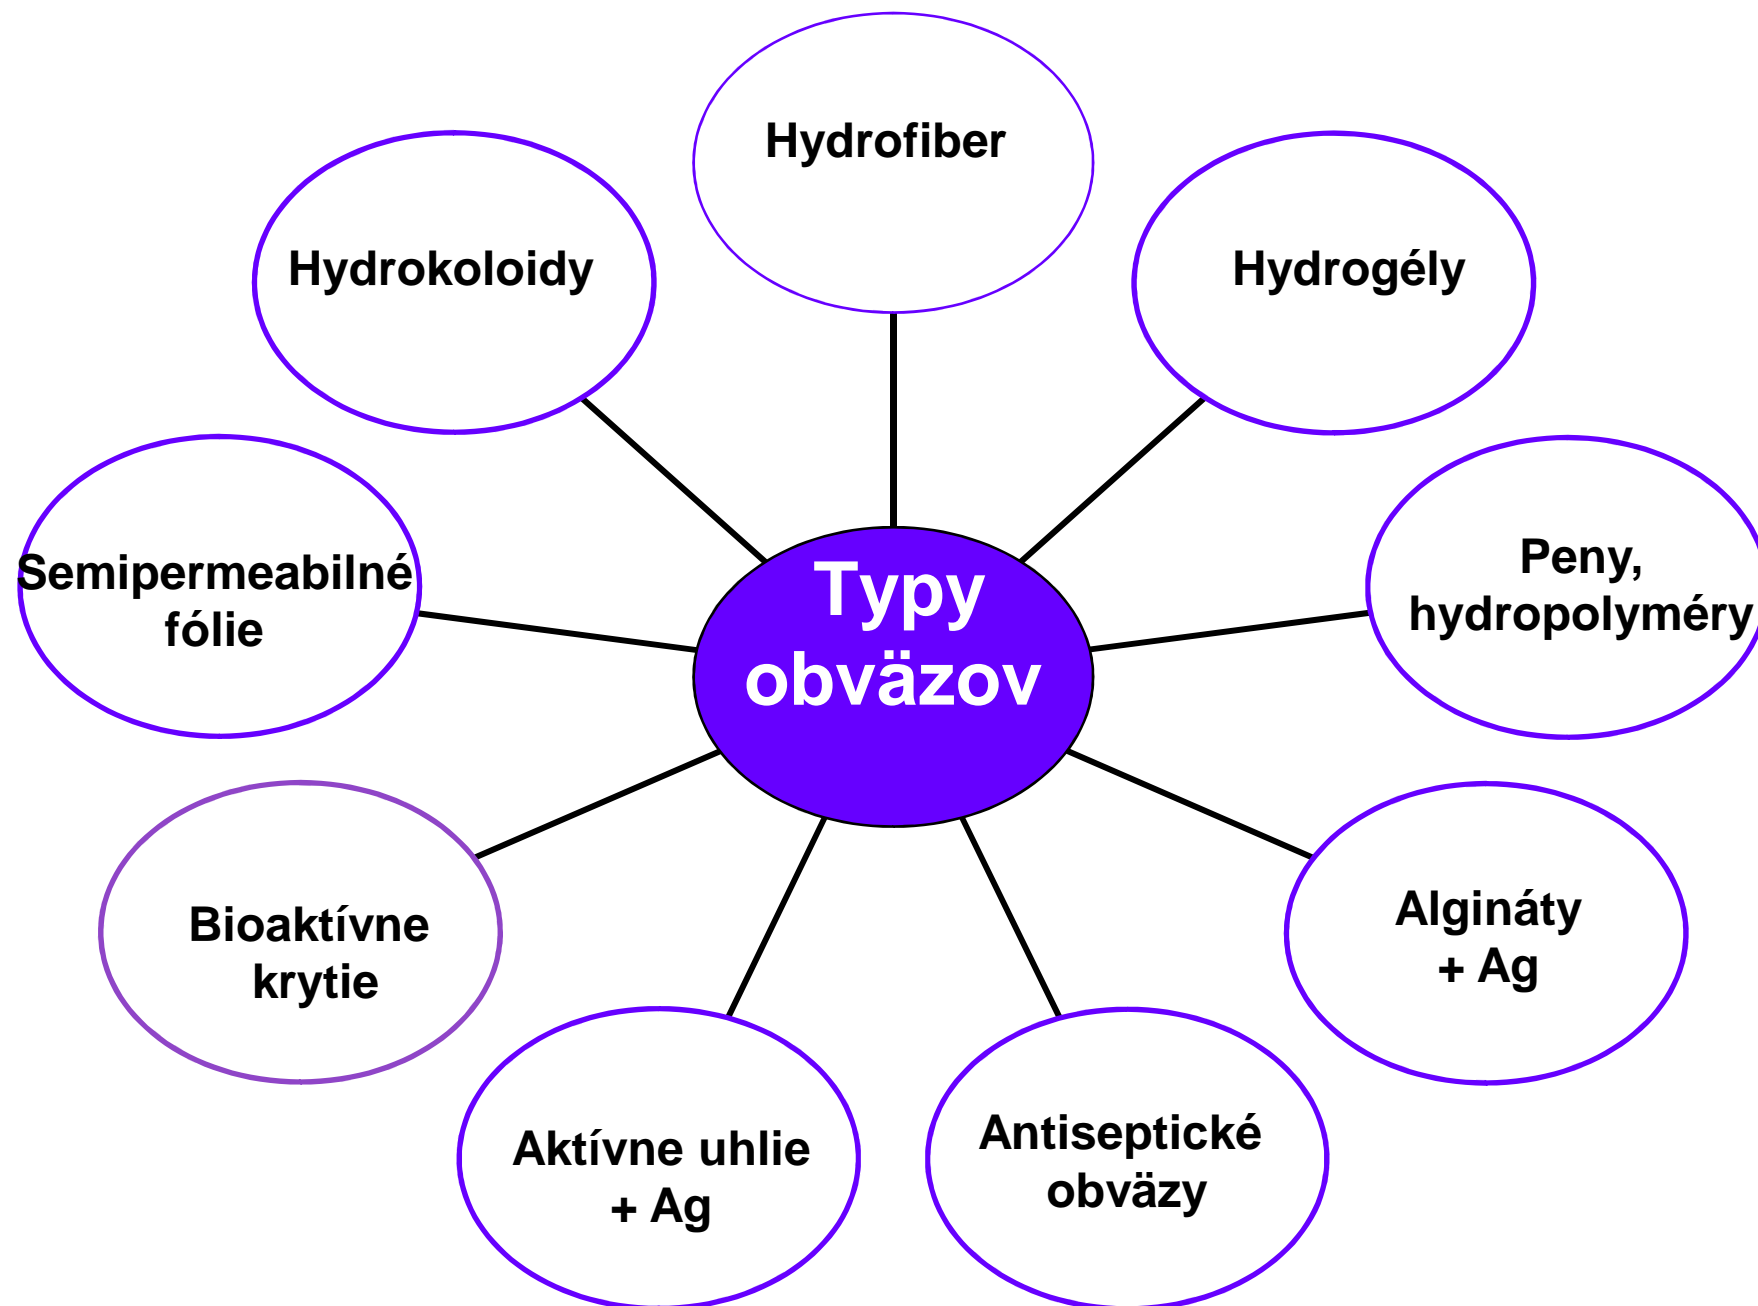 Hydrofiber
Hydrokoloidy
Hydrogély
Semipermeabilné
fólie
Typy
obväzov
Peny,
hydropolyméry
Bioaktívne
krytie
Algináty
+ Ag
Aktívne uhlie
+ Ag
Antiseptické
obväzy